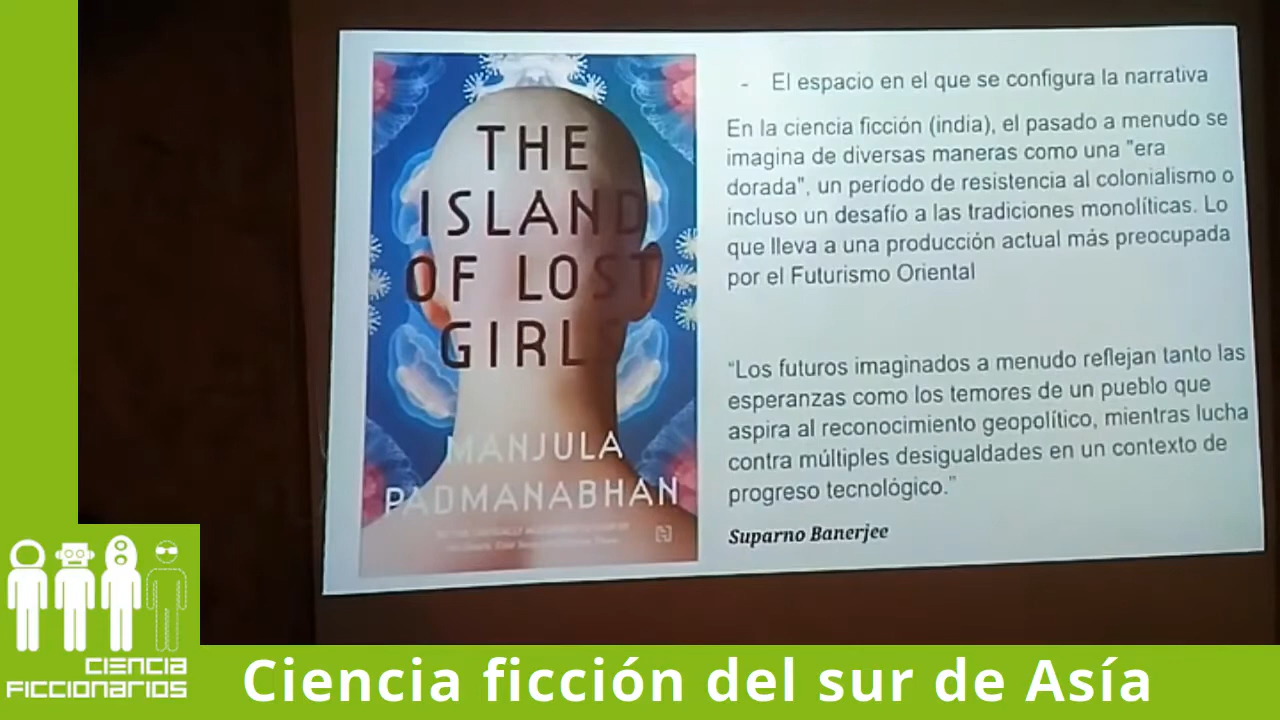 THE
ISLAND
OF LOST
GIRLS
MANJULA
PADMANABHAN
- El espacio en el que se configura la narrativa
En la ciencia ficción (india), el pasado a menudo se
imagina de diversas maneras como una "era
dorada", un período de resistencia al colonialismo o
incluso un desafío a las tradiciones monolíticas. Lo
que lleva a una producción actual más preocupada
por el Futurismo Oriental
“Los futuros imaginados a menudo reflejan tanto las
esperanzas como los temores de un pueblo que
aspira al reconocimiento geopolítico, mientras lucha
contra múltiples desigualdades en un contexto de
progreso tecnológico.”
Suparno Banerjee
CIENCIA
FICCIONARIOS
Ciencia ficción del sur de Asía